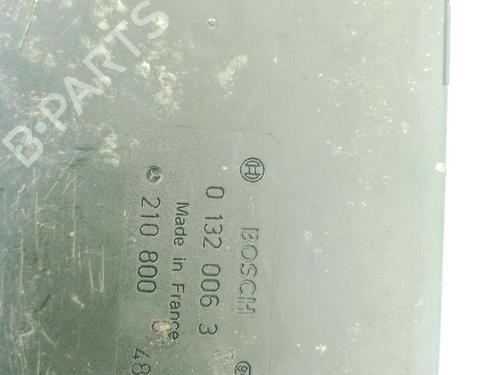 BOSCH
0 132 006 3
Made in France
210 800
48
B-PARTS